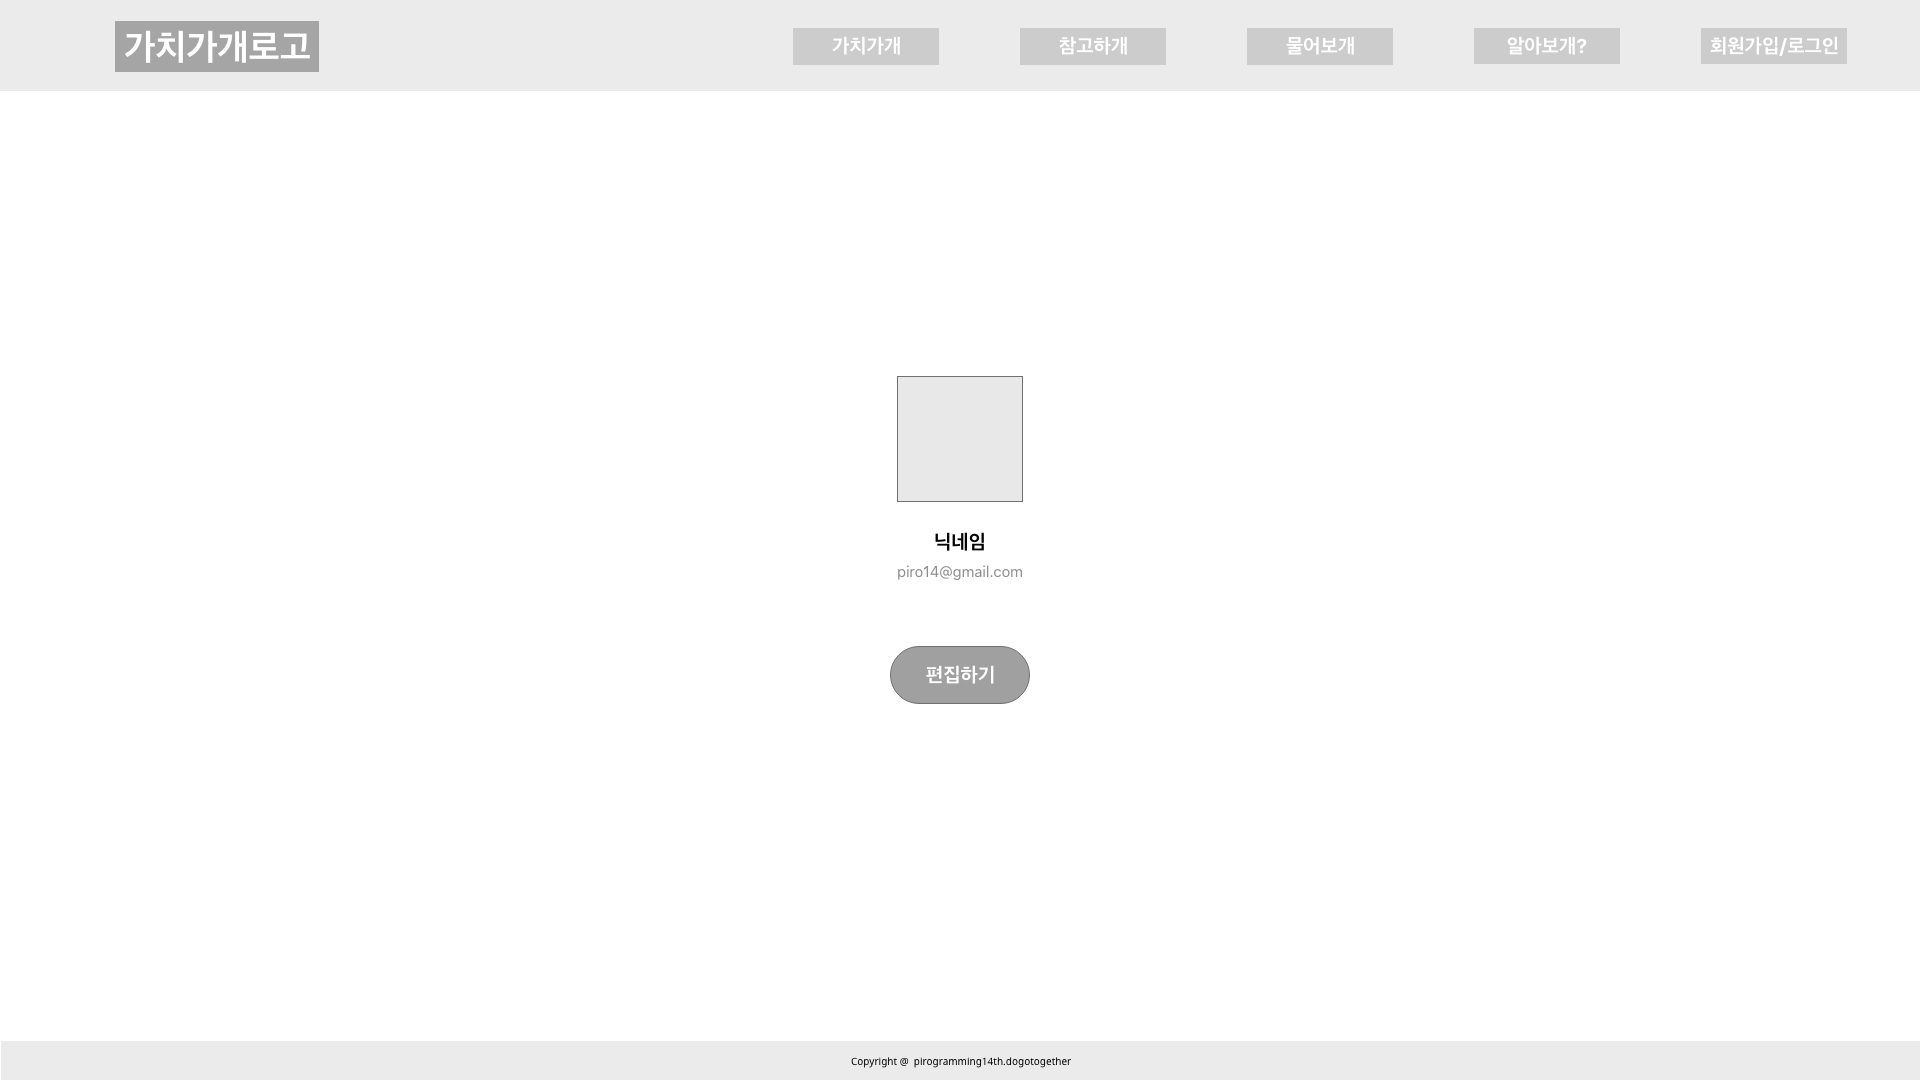 가치가개로고
가치가개
참고하개
물어보개
알아보개?
회원가입/로그인
닉네임
piro14@gmail.com
편집하기
Copyright @ pirogramming14th.dogotogether